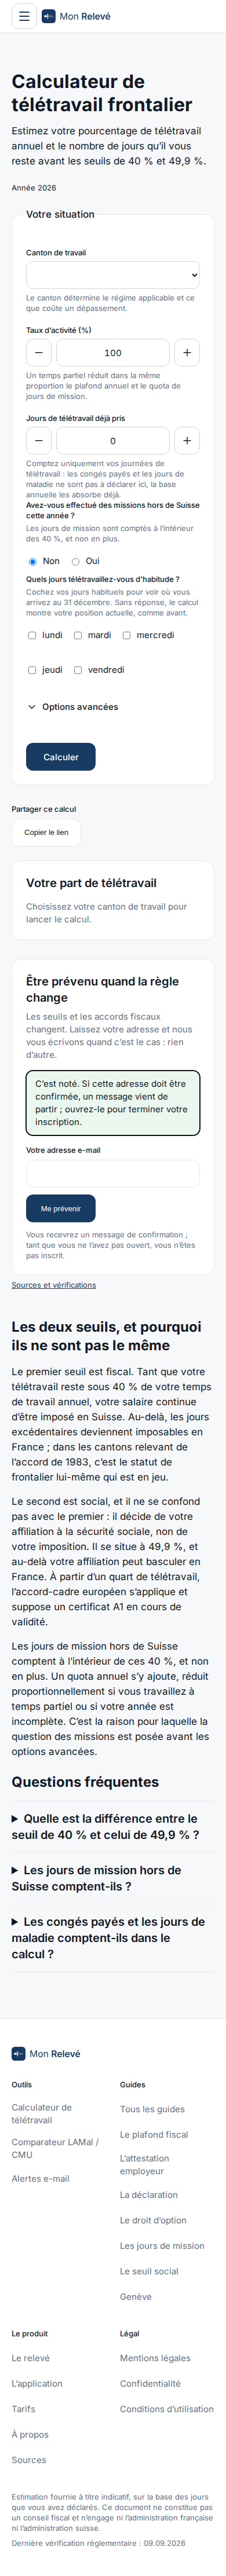 Mon Relevé
Calculateur de
télétravail frontalier
Estimez votre pourcentage de télétravail
annuel et le nombre de jours qu’il vous
reste avant les seuils de 40 % et 49,9 %.
Année 2026
Votre situation
Canton de travail
Le canton détermine le régime applicable et ce
que coûte un dépassement.
Taux d’activité (%)
100
Un temps partiel réduit dans la même
proportion le plafond annuel et le quota de
jours de mission.
Jours de télétravail déjà pris
0
Comptez uniquement vos journées de
télétravail : les congés payés et les jours de
maladie ne sont pas à déclarer ici, la base
annuelle les absorbe déjà.
Avez-vous effectué des missions hors de Suisse
cette année ?
Les jours de mission sont comptés à l’intérieur
des 40 %, et non en plus.
Non Oui
Quels jours télétravaillez-vous d’habitude ?
Cochez vos jours habituels pour voir où vous
arrivez au 31 décembre. Sans réponse, le calcul
montre votre position actuelle, comme avant.
lundi mardi mercredi
jeudi vendredi
Options avancées
Calculer
Partager ce calcul
Copier le lien
Votre part de télétravail
Choisissez votre canton de travail pour
lancer le calcul.
Être prévenu quand la règle
change
Les seuils et les accords fiscaux
changent. Laissez votre adresse et nous
vous écrivons quand c’est le cas : rien
d’autre.
C’est noté. Si cette adresse doit être
confirmée, un message vient de
partir ; ouvrez-le pour terminer votre
inscription.
Votre adresse e-mail
Me prévenir
Vous recevrez un message de confirmation ;
tant que vous ne l’avez pas ouvert, vous n’êtes
pas inscrit.
Sources et vérifications
Les deux seuils, et pourquoi
ils ne sont pas le même
Le premier seuil est fiscal. Tant que votre
télétravail reste sous 40 % de votre temps
de travail annuel, votre salaire continue
d’être imposé en Suisse. Au-delà, les jours
excédentaires deviennent imposables en
France ; dans les cantons relevant de
l’accord de 1983, c’est le statut de
frontalier lui-même qui est en jeu.
Le second est social, et il ne se confond
pas avec le premier : il décide de votre
affiliation à la sécurité sociale, non de
votre imposition. Il se situe à 49,9 %, et
au-delà votre affiliation peut basculer en
France. À partir d’un quart de télétravail,
l’accord-cadre européen s’applique et
suppose un certificat A1 en cours de
validité.
Les jours de mission hors de Suisse
comptent à l’intérieur de ces 40 %, et non
en plus. Un quota annuel s’y ajoute, réduit
proportionnellement si vous travaillez à
temps partiel ou si votre année est
incomplète. C’est la raison pour laquelle la
question des missions est posée avant les
options avancées.
Questions fréquentes
Quelle est la différence entre le
seuil de 40 % et celui de 49,9 % ?
Les jours de mission hors de
Suisse comptent-ils ?
Les congés payés et les jours de
maladie comptent-ils dans le
calcul ?
Mon Relevé
Outils
Calculateur de
télétravail
Comparateur LAMal /
CMU
Alertes e-mail
Guides
Tous les guides
Le plafond fiscal
L’attestation
employeur
La déclaration
Le droit d’option
Les jours de mission
Le seuil social
Genève
Le produit
Le relevé
L’application
Tarifs
À propos
Sources
Légal
Mentions légales
Confidentialité
Conditions d’utilisation
Estimation fournie à titre indicatif, sur la base des jours
que vous avez déclarés. Ce document ne constitue pas
un conseil fiscal et n’engage ni l’administration française
ni l’administration suisse.
Dernière vérification réglementaire : 09.09.2026